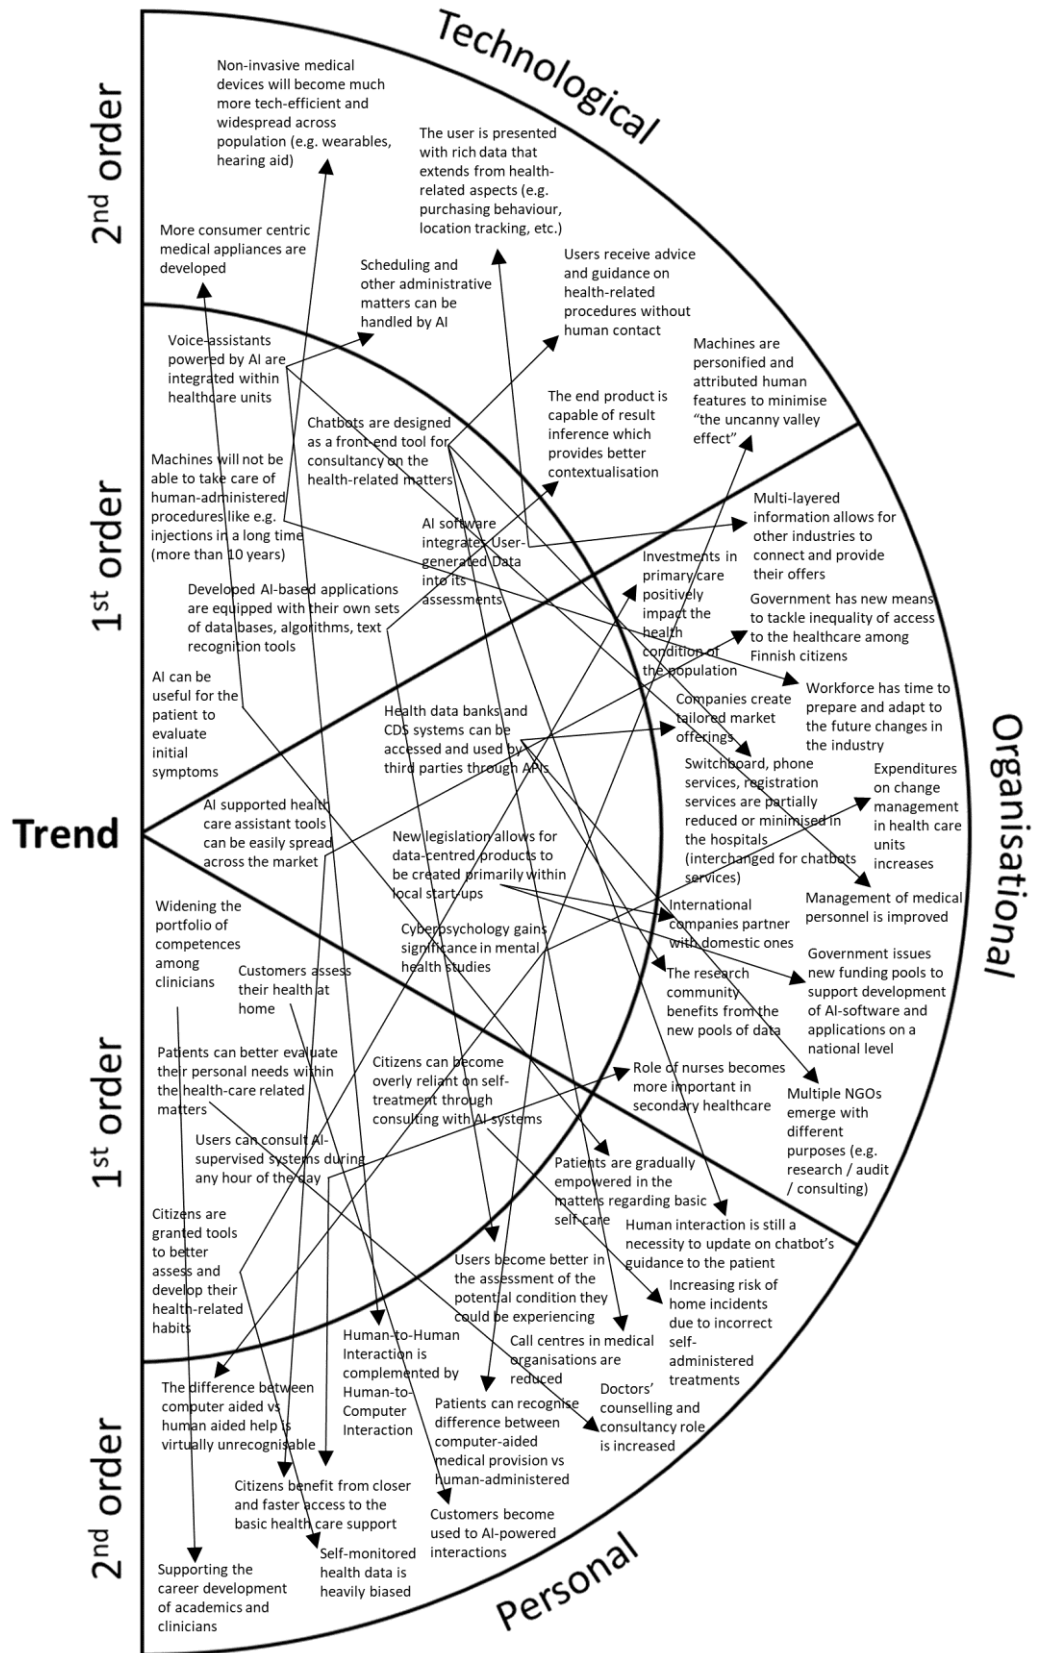 Technological
Non-invasive medical
devices will become much
more tech-efficient and
widespread across
population (e.g. wearables,
hearing aid)
The user is presented
with rich data that
extends from health-
related aspects (e.g.
purchasing behaviour,
location tracking, etc.)
2nd order
More consumer centric
medical appliances are
developed
Scheduling and
other administrative
matters can be
handled by AI
Users receive advice
and guidance on
health-related
procedures without
human contact
Machines are
personified and
attributed human
features to minimise
“the uncanny valley
effect”
Voice-assistants
powered by AI are
integrated within
healthcare units
Chatbots are designed
as a front-end tool for
consultancy on the
health-related matters
The end product is
capable of result
inference which
provides better
contextualisation
Machines will not be
able to take care of
human-administered
procedures like e.g.
injections in a long time
(more than 10 years)
1st order
AI software
integrates User-
generated Data
into its
assessments
Developed AI-based applications
are equipped with their own sets
of data bases, algorithms, text
recognition tools
AI can be
useful for the
patient to
evaluate
initial
symptoms
Multi-layered
information allows for
other industries to
connect and provide
their offers
Investments in
primary care
positively
impact the
health
condition of
the population
Government has new means
to tackle inequality of access
to the healthcare among
Finnish citizens
Workforce has time to
prepare and adapt to
the future changes in
the industry
Companies create
tailored market
offerings
Health data banks and
CDS systems can be
accessed and used by
third parties through APIs
Switchboard, phone
services, registration
services are partially
reduced or minimised in
the hospitals
(interchanged for chatbots
services)
Expenditures
on change
management
in health care
units
increases
Organisational
Trend
AI supported health
care assistant tools
can be easily spread
across the market
New legislation allows for
data-centred products to
be created primarily within
local start-ups
Management of medical
personnel is improved
International
companies partner
with domestic ones
Cyberpsychology gains
significance in mental
health studies
Government issues
new funding pools to
support development
of AI-software and
applications on a
national level
The research
community
benefits from the
new pools of data
Role of nurses becomes
more important in
secondary healthcare
Multiple NGOs
emerge with
different
purposes (e.g.
research / audit
/ consulting)
Widening the
portfolio of
competences
among
clinicians
Customers assess
their health at
home
Patients can better evaluate
their personal needs within
the health-care related
matters
Citizens can become
overly reliant on self-
treatment through
consulting with AI systems
1st order
Users can consult AI-
supervised systems during
any hour of the day
Citizens are
granted tools
to better
assess and
develop their
health-related
habits
Patients are gradually
empowered in the
matters regarding basic
self-care
Human interaction is still a
necessity to update on chatbot’s
guidance to the patient
Users become better in
the assessment of the
potential condition they
could be experiencing
Increasing risk of
home incidents
due to incorrect
self-
administered
treatments
Human-to-Human
Interaction is
complemented by
Human-to-
Computer
Interaction
Call centres in medical
organisations are
reduced
The difference between
computer aided vs
human aided help is
virtually unrecognisable
Patients can recognise
difference between
computer-aided
medical provision vs
human-administered
Doctors’
counselling and
consultancy role
is increased
2nd order
Citizens benefit from closer
and faster access to the
basic health care support
Customers become
used to AI-powered
interactions
Self-monitored
health data is
heavily biased
Supporting the
career development
of academics and
clinicians
Personal